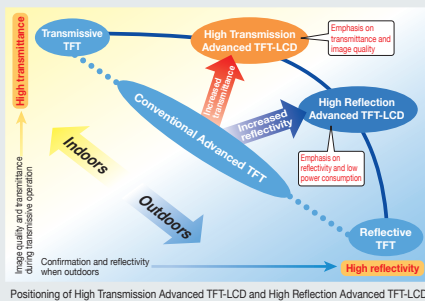 Transmissive
TFT
High Transmission
Advanced TFT-LCD
Emphasis on
transmittance and
image quality
High transmittance
Increased
transmittance
Conventional Advanced TFT
Increased
reflectivity
High Reflection
Advanced TFT-LCD
Emphasis on
reflectivity and low
power consumption
Indoors
Outdoors
Image quality and transmittance
during transmissive operation
Reflective
TFT
Confirmation and reflectivity
when outdoors
High reflectivity
Positioning of High Transmission Advanced TFT-LCD and High Reflection Advanced TFT-LCD